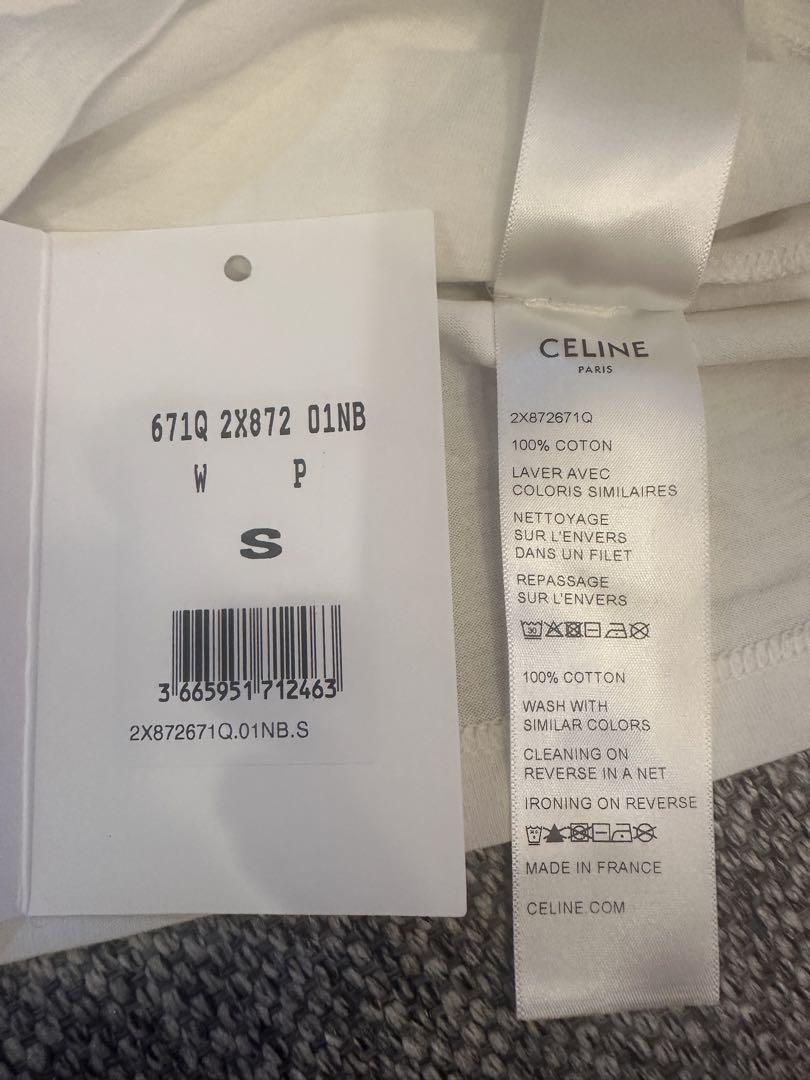 671Q 2X872 01NB
W P
S
3 665951 712463
2X872671Q.01NB.S
CELINE
PARIS
2X872671Q
100% COTON
LAVER AVEC
COLORIS SIMILAIRES
NETTOYAGE
SUR L'ENVERS
DANS UN FILET
REPASSAGE
SUR L'ENVERS
30
100% COTTON
WASH WITH
SIMILAR COLORS
CLEANING ON
REVERSE IN A NET
IRONING ON REVERSE
MADE IN FRANCE
CELINE.COM